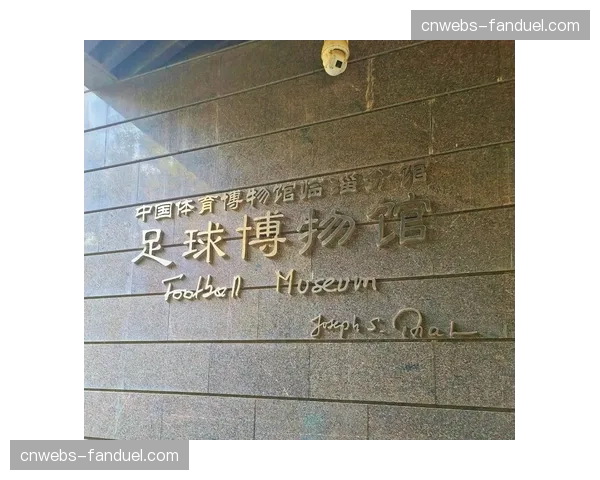 cnwebs-fanduel.com
中国体育博物馆临淄分馆
足球博物馆
Football Museum
Joseph S.
cnwebs-fanduel.com